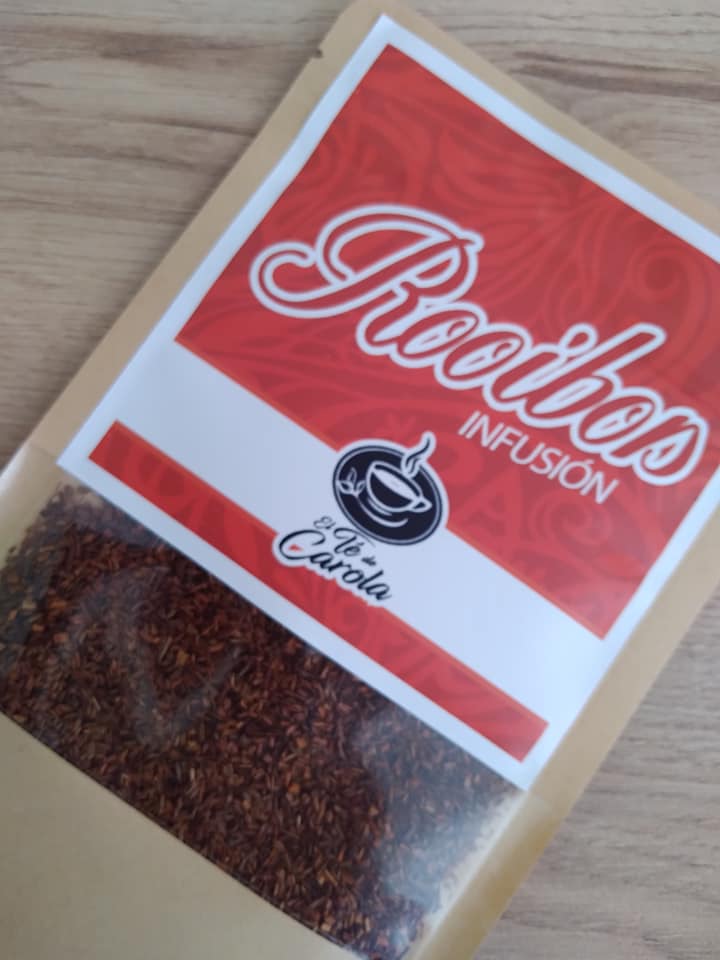 Rooibos
INFUSIÓN
El Té de
Carola